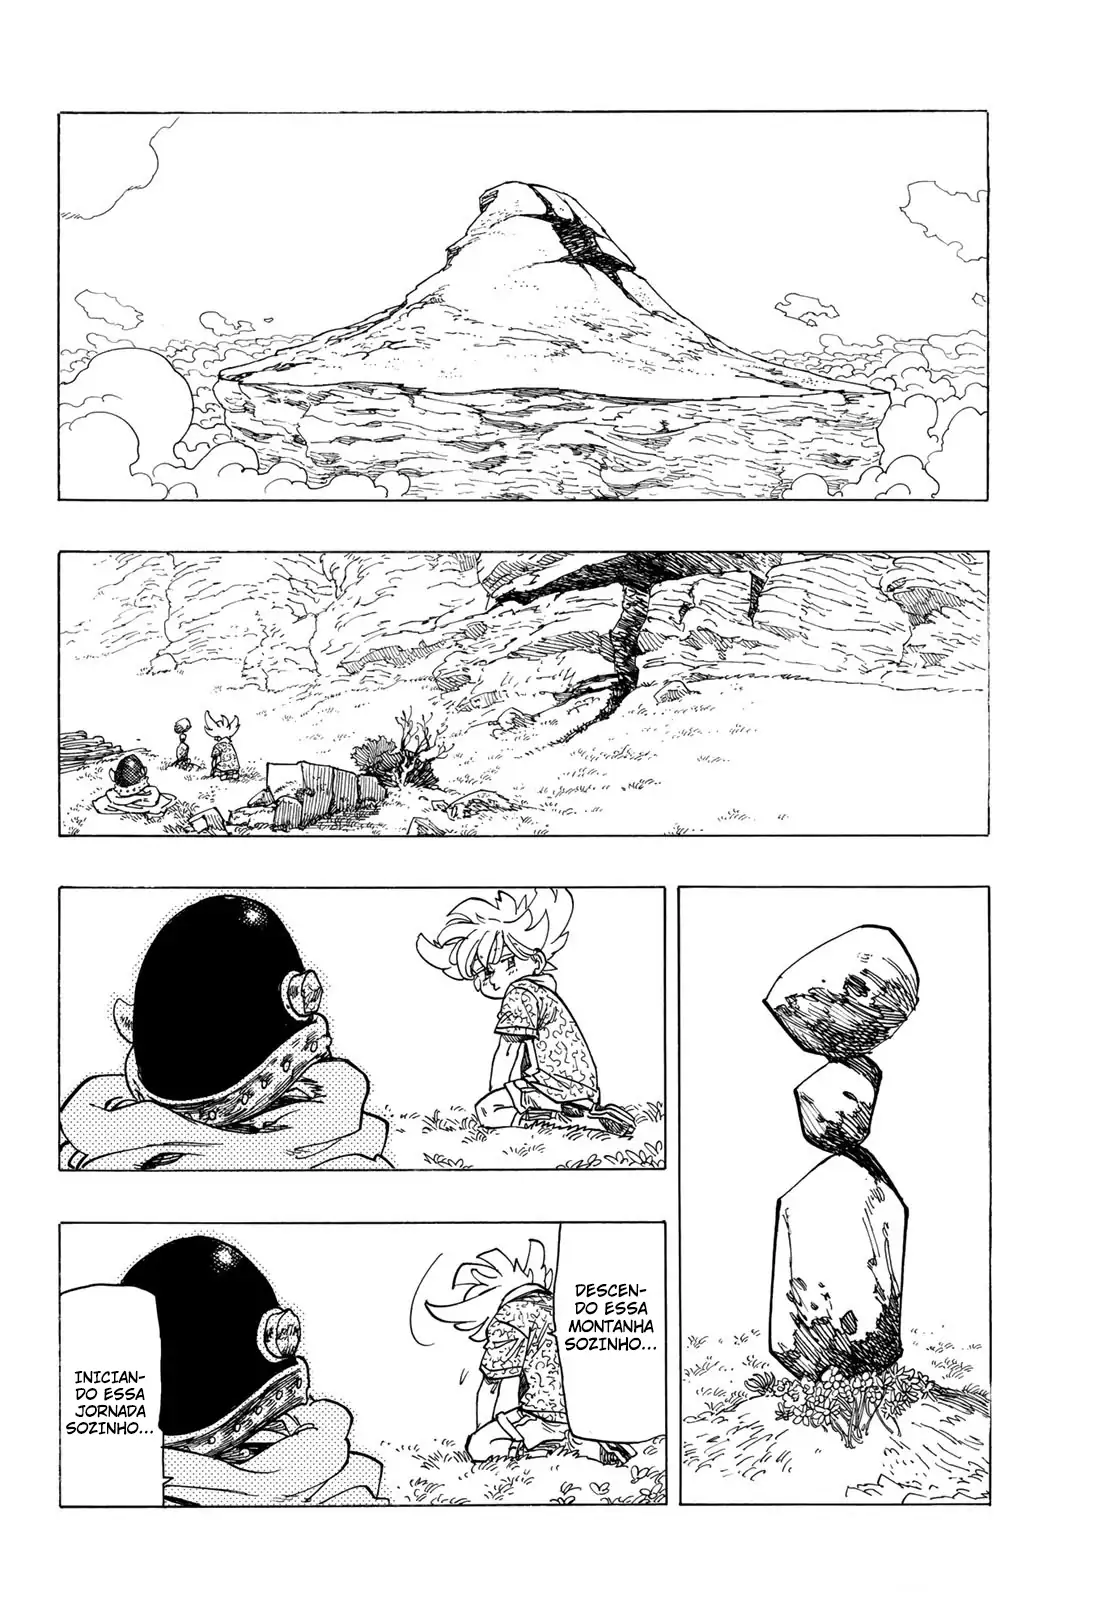 DESCEN-
DO ESSA
MONTANHA
SOZINHO...
INICIAN-
DO ESSA
JORNADA
SOZINHO...